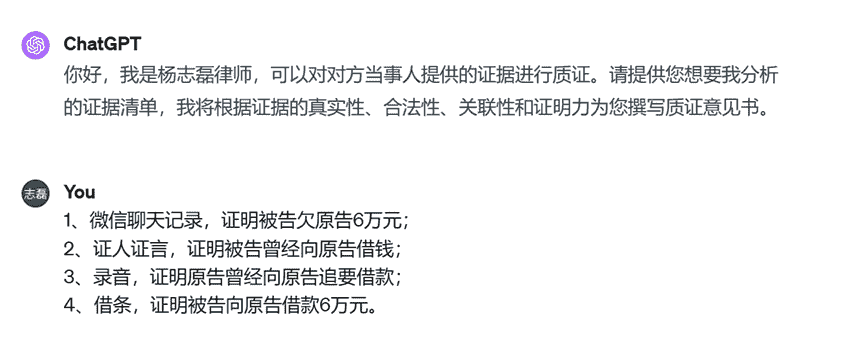 ChatGPT
你好，我是杨志磊律师，可以对对方当事人提供的证据进行质证。请提供您想要我分析
的证据清单，我将根据证据的真实性、合法性、关联性和证明力为您撰写质证意见书。
志磊
You
1、微信聊天记录，证明被告欠原告6万元；
2、证人证言，证明被告曾经向原告借钱；
3、录音，证明原告曾经向原告追要借款；
4、借条，证明被告向原告借款6万元。